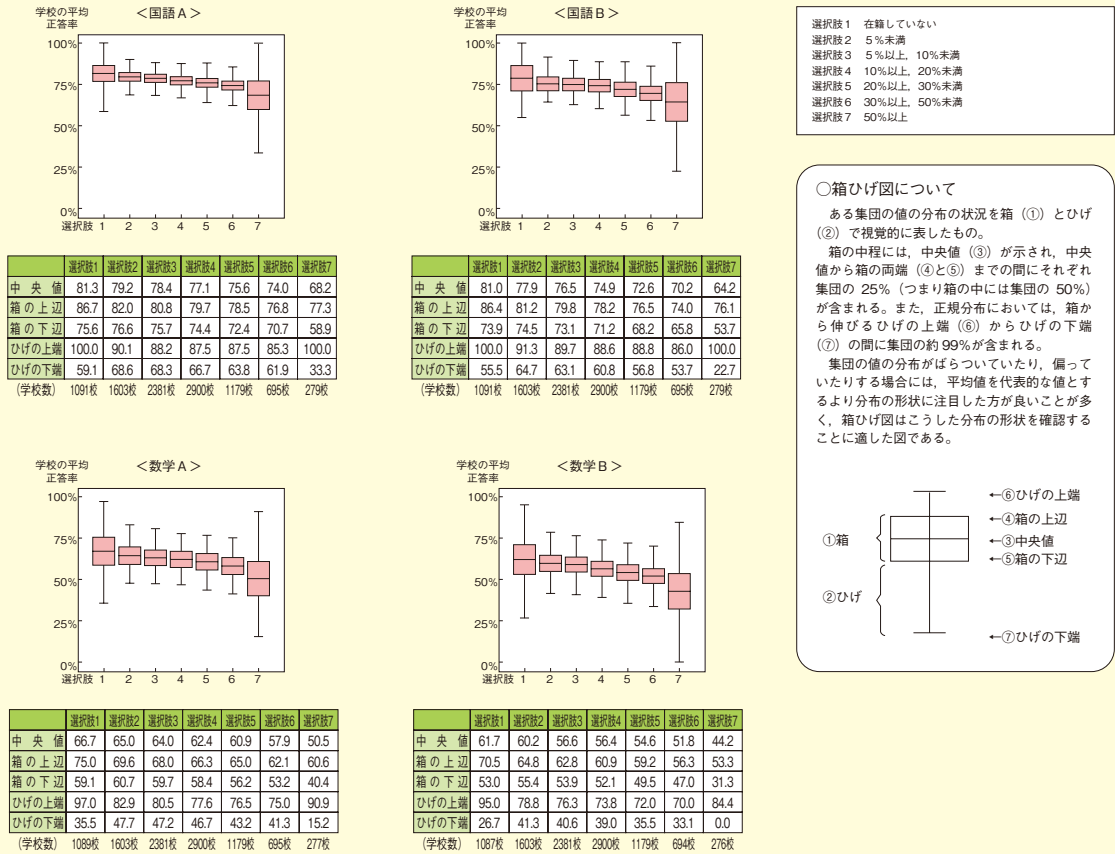 学校の平均正答率
＜国語Ａ＞
100%
75%
50%
25%
0%
選択肢 1 2 3 4 5 6 7
選択肢1 選択肢2 選択肢3 選択肢4 選択肢5 選択肢6 選択肢7
中央値 81.3 79.2 78.4 77.1 75.6 74.0 68.2
箱の上辺 86.7 82.0 80.8 79.7 78.5 76.8 77.3
箱の下辺 75.6 76.6 75.7 74.4 72.4 70.7 58.9
ひげの上端 100.0 90.1 88.2 87.5 87.5 85.3 100.0
ひげの下端 59.1 68.6 68.3 66.7 63.8 61.9 33.3
(学校数) 1091校 1603校 2381校 2900校 1179校 695校 279校
学校の平均正答率
＜国語Ｂ＞
100%
75%
50%
25%
0%
選択肢 1 2 3 4 5 6 7
選択肢1 選択肢2 選択肢3 選択肢4 選択肢5 選択肢6 選択肢7
中央値 81.0 77.9 76.5 74.9 72.6 70.2 64.2
箱の上辺 86.4 81.2 79.8 78.2 76.5 74.0 76.1
箱の下辺 73.9 74.5 73.1 71.2 68.2 65.8 53.7
ひげの上端 100.0 91.3 89.7 88.6 88.8 86.0 100.0
ひげの下端 55.5 64.7 63.1 60.8 56.8 53.7 22.7
(学校数) 1091校 1603校 2381校 2900校 1179校 695校 279校
学校の平均正答率
＜数学Ａ＞
100%
75%
50%
25%
0%
選択肢 1 2 3 4 5 6 7
選択肢1 選択肢2 選択肢3 選択肢4 選択肢5 選択肢6 選択肢7
中央値 66.7 65.0 64.0 62.4 60.9 57.9 50.5
箱の上辺 75.0 69.6 68.0 66.3 65.0 62.1 60.6
箱の下辺 59.1 60.7 59.7 58.4 56.2 53.2 40.4
ひげの上端 97.0 82.9 80.5 77.6 76.5 75.0 90.9
ひげの下端 35.5 47.7 47.2 46.7 43.2 41.3 15.2
(学校数) 1089校 1603校 2381校 2900校 1179校 695校 277校
学校の平均正答率
＜数学Ｂ＞
100%
75%
50%
25%
0%
選択肢 1 2 3 4 5 6 7
選択肢1 選択肢2 選択肢3 選択肢4 選択肢5 選択肢6 選択肢7
中央値 61.7 60.2 56.6 56.4 54.6 51.8 44.2
箱の上辺 70.5 64.8 62.8 60.9 59.2 56.3 53.3
箱の下辺 53.0 55.4 53.9 52.1 49.5 47.0 31.3
ひげの上端 95.0 78.8 76.3 73.8 72.0 70.0 84.4
ひげの下端 26.7 41.3 40.6 39.0 35.5 33.1 0.0
(学校数) 1087校 1603校 2381校 2900校 1179校 694校 276校
選択肢１ 在籍していない
選択肢２ ５％未満
選択肢３ ５％以上，10％未満
選択肢４ 10％以上，20％未満
選択肢５ 20％以上，30％未満
選択肢６ 30％以上，50％未満
選択肢７ 50％以上
○箱ひげ図について
ある集団の値の分布の状況を箱（①）とひげ
（②）で視覚的に表したもの。
箱の中程には，中央値（③）が示され，中央
値から箱の両端（④と⑤）までの間にそれぞれ
集団の 25％（つまり箱の中には集団の 50％）
が含まれる。また，正規分布においては，箱か
ら伸びるひげの上端（⑥）からひげの下端
（⑦）の間に集団の約 99％が含まれる。
集団の値の分布がばらついていたり，偏って
いたりする場合には，平均値を代表的な値とす
るより分布の形状に注目した方が良いことが多
く，箱ひげ図はこうした分布の形状を確認する
ことに適した図である。
①箱
②ひげ
←⑥ひげの上端
←④箱の上辺
←③中央値
←⑤箱の下辺
←⑦ひげの下端